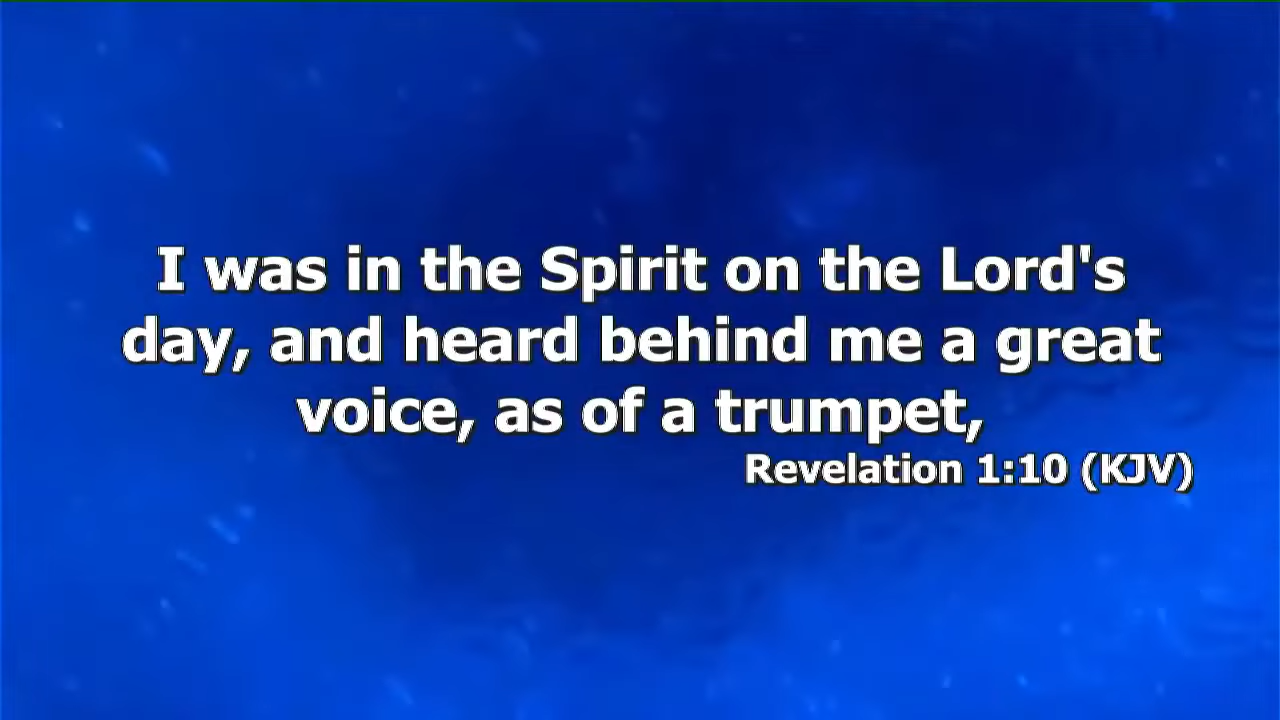 I was in the Spirit on the Lord's
day, and heard behind me a great
voice, as of a trumpet,
Revelation 1:10 (KJV)